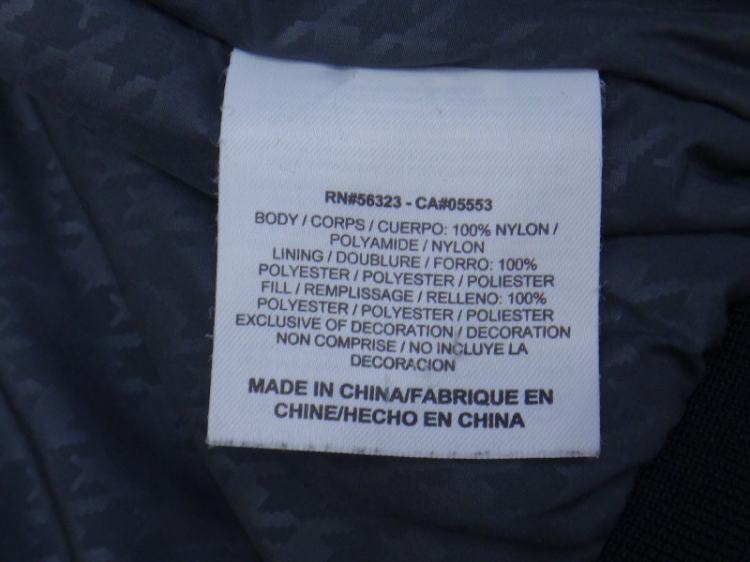 RN#56323 - CA#05553
BODY / CORPS / CUERPO: 100% NYLON /
POLYAMIDE / NYLON
LINING / DOUBLURE / FORRO: 100%
POLYESTER / POLYESTER / POLIESTER
FILL / REMPLISSAGE / RELLENO: 100%
POLYESTER / POLYESTER / POLIESTER
EXCLUSIVE OF DECORATION / DECORATION
NON COMPRISE / NO INCLUYE LA
DECORACION
MADE IN CHINA/FABRIQUE EN
CHINE/HECHO EN CHINA